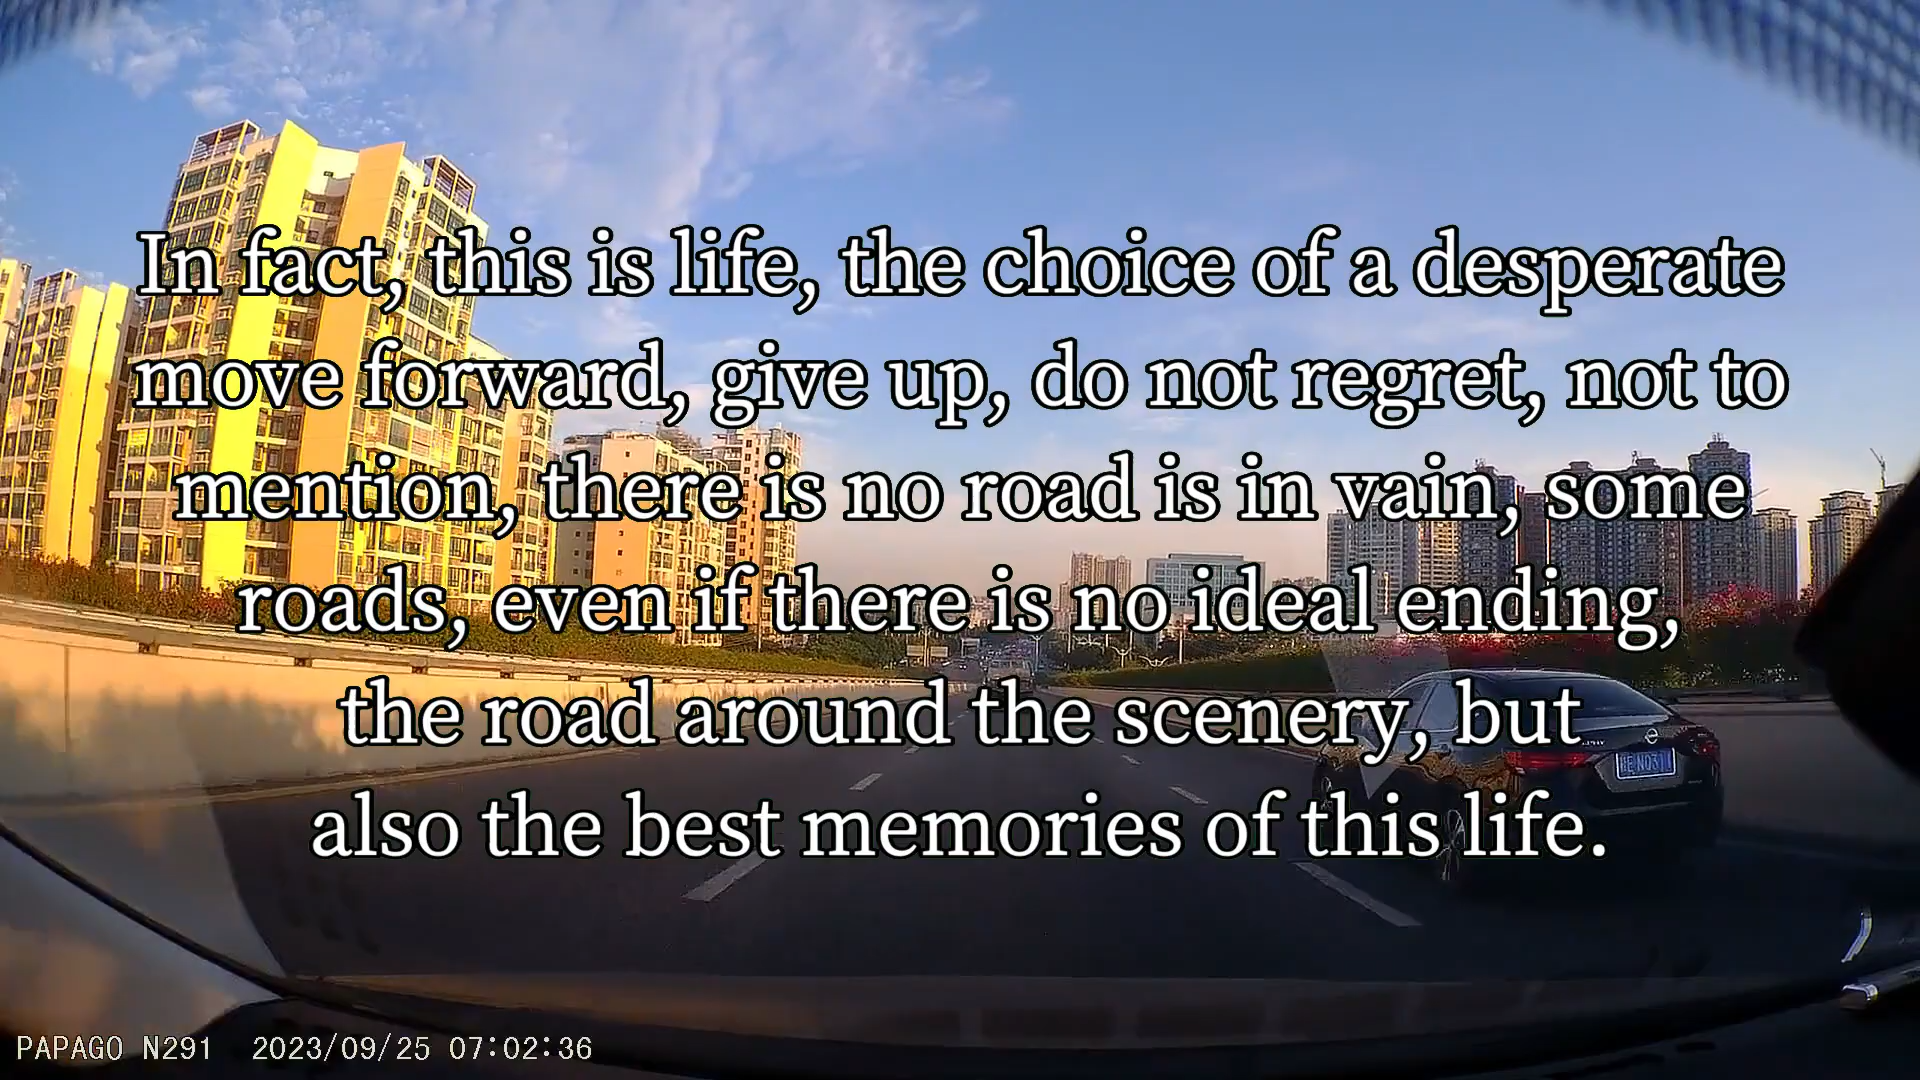 In fact, this is life, the choice of a desperate
move forward, give up, do not regret, not to
mention, there is no road is in vain, some
roads, even if there is no ideal ending,
the road around the scenery, but
also the best memories of this life.
PAPAGO N291 2023/09/25 07:02:36